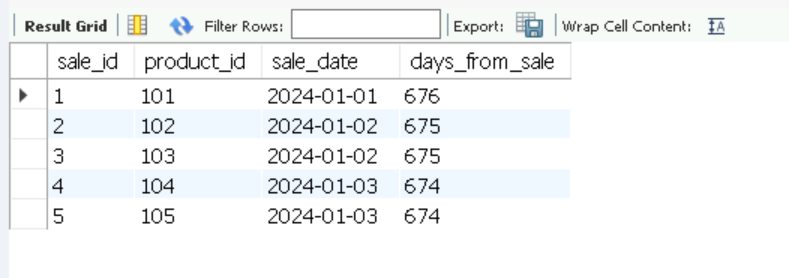 Result Grid Filter Rows: Export: Wrap Cell Content: IA
sale_id product_id sale_date days_from_sale
1 101 2024-01-01 676
2 102 2024-01-02 675
3 103 2024-01-02 675
4 104 2024-01-03 674
5 105 2024-01-03 674